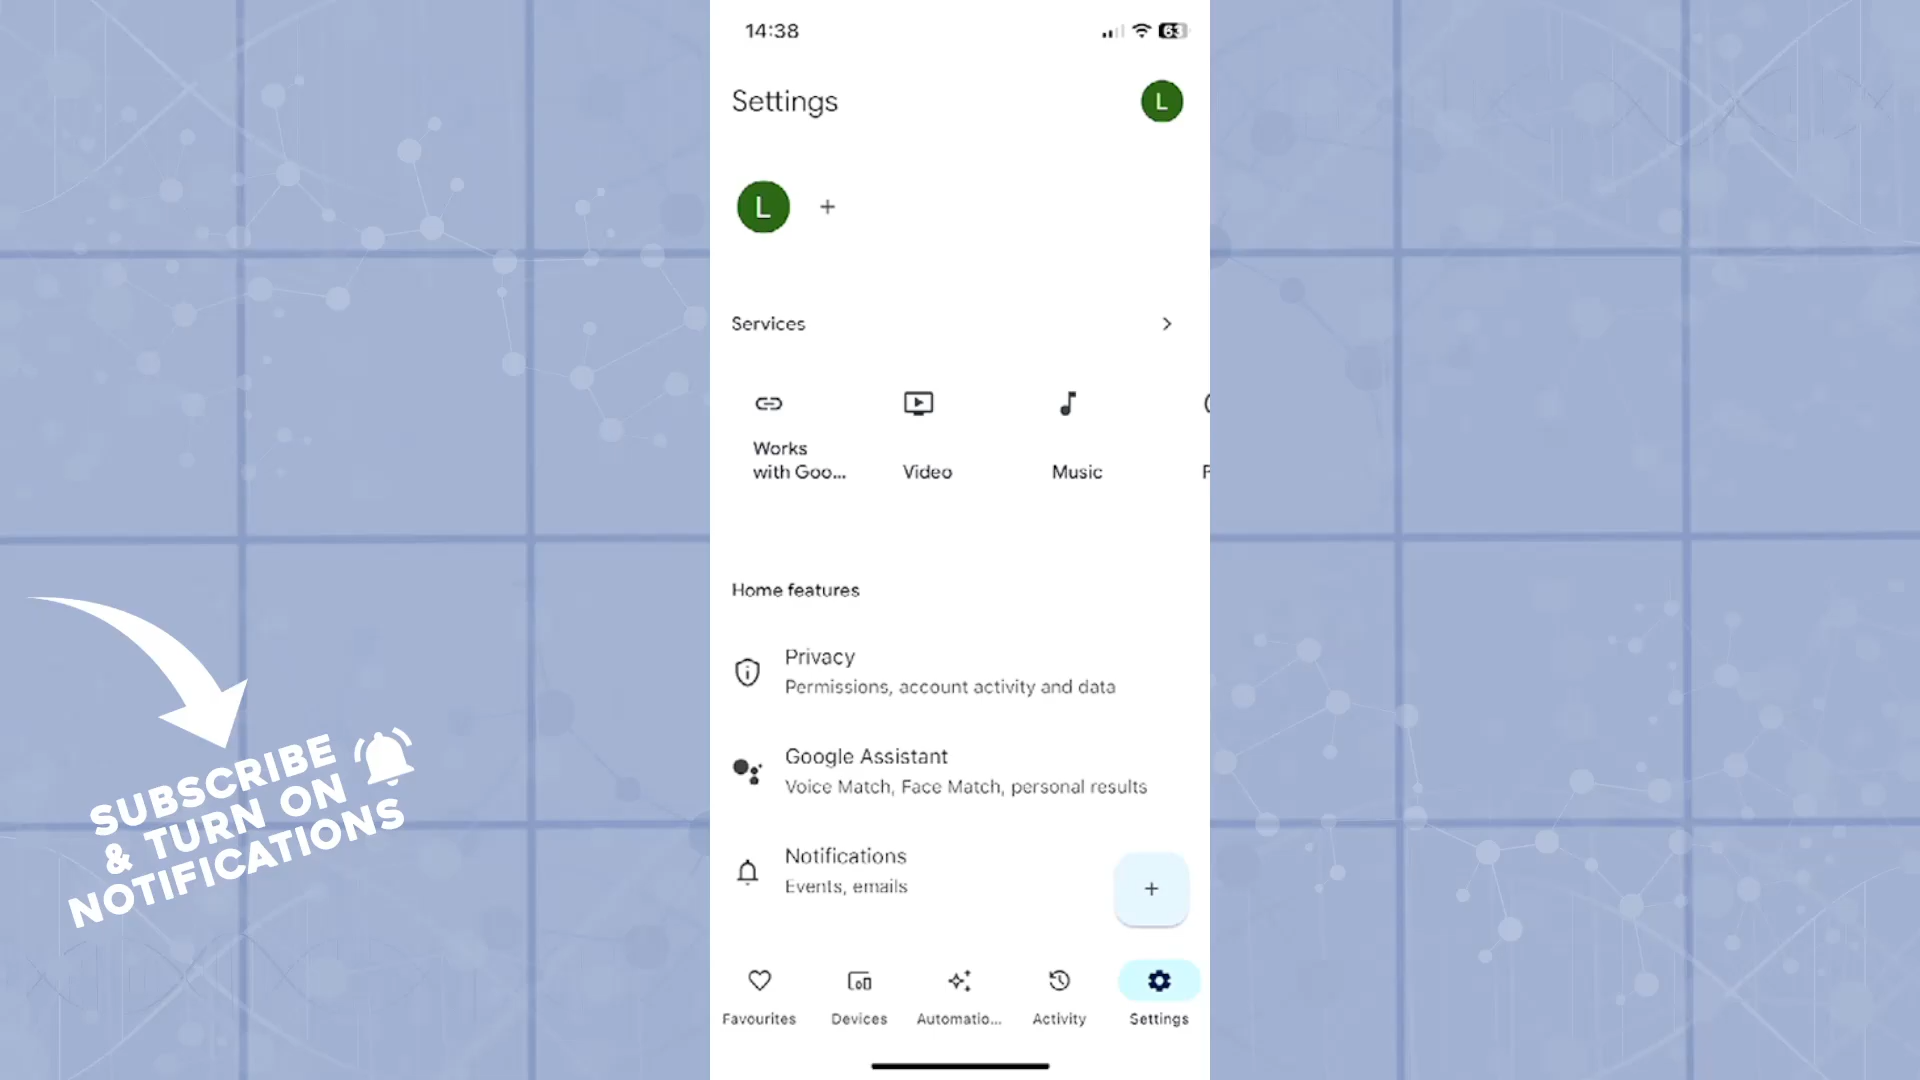 14:38
63
Settings
L
L
+
Services
Works
with Goo...
Video
Music
Home features
Privacy
Permissions, account activity and data
Google Assistant
Voice Match, Face Match, personal results
Notifications
Events, emails
+
Favourites
Devices
Automatio...
Activity
Settings
SUBSCRIBE
& TURN ON
NOTIFICATIONS